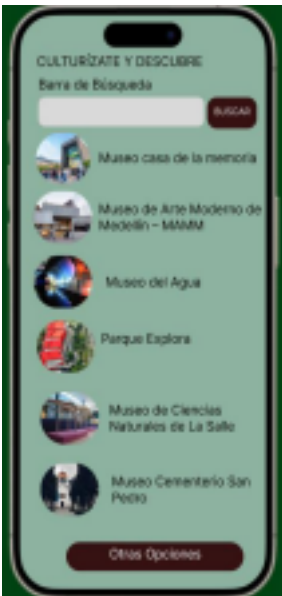 CULTURÍZATE Y DESCUBRE
Barra de Búsqueda
BUSCAR
Museo casa de la memoria
Museo de Arte Moderno de
Medellín – MAMM
Museo del Agua
Parque Explora
Museo de Ciencias
Naturales de La Salle
Museo Cementerio San
Pedro
Otras Opciones